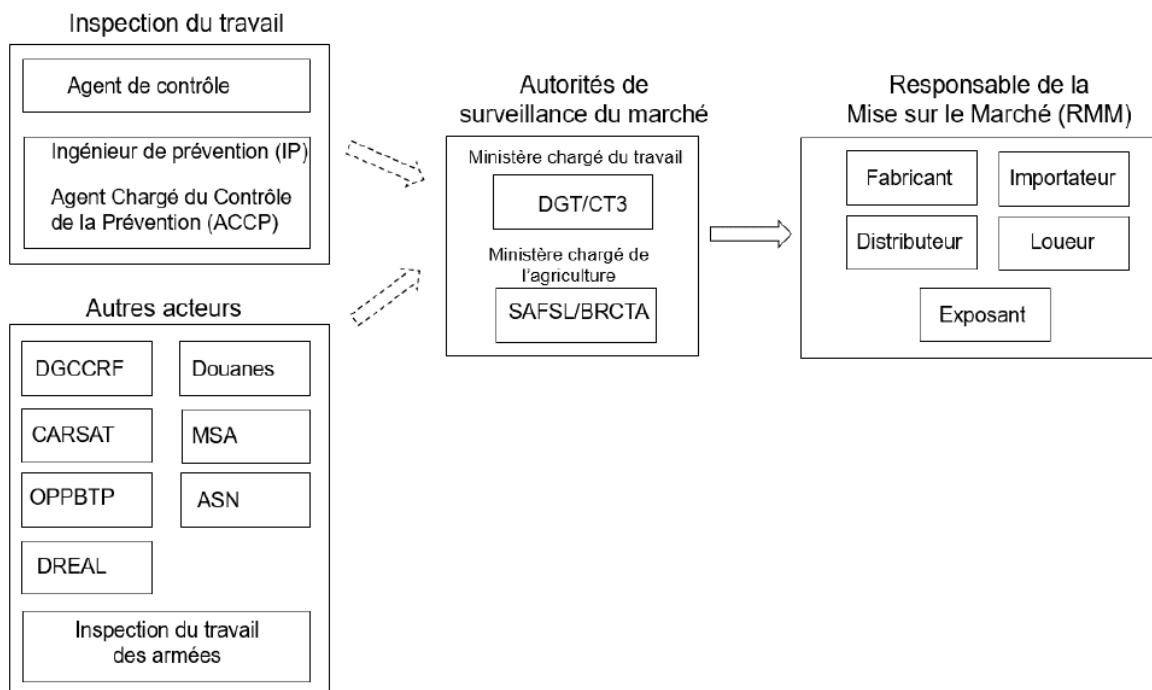 Inspection du travail
Agent de contrôle
Ingénieur de prévention (IP)
Agent Chargé du Contrôle
de la Prévention (ACCP)
Autres acteurs
DGCCRF
Douanes
CARSAT
MSA
OPPBTP
ASN
DREAL
Inspection du travail
des armées
Autorités de
surveillance du marché
Ministère chargé du travail
DGT/CT3
Ministère chargé de
l'agriculture
SAFSL/BRCTA
Responsable de la
Mise sur le Marché (RMM)
Fabricant
Importateur
Distributeur
Loueur
Exposant